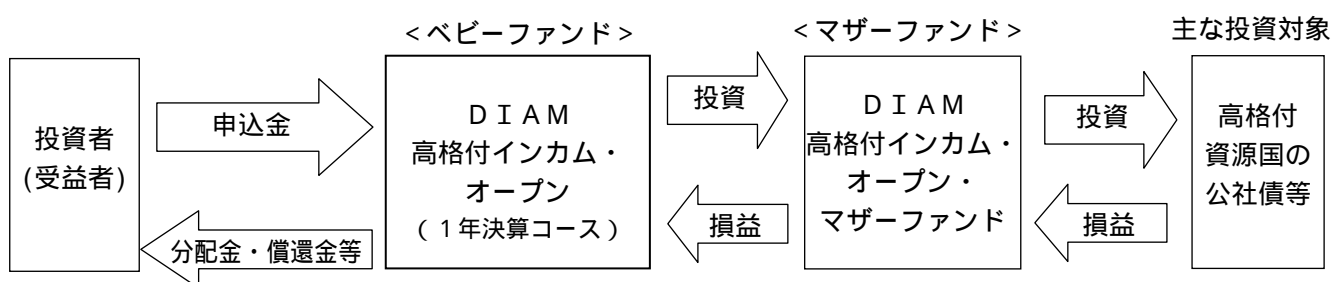 <ベビーファンド>
<マザーファンド>
主な投資対象
投資者
(受益者)
申込金
分配金・償還金等
DIAM
高格付インカム・
オープン
(1年決算コース)
投資
損益
DIAM
高格付インカム・
オープン・
マザーファンド
投資
損益
高格付
資源国の
公社債等